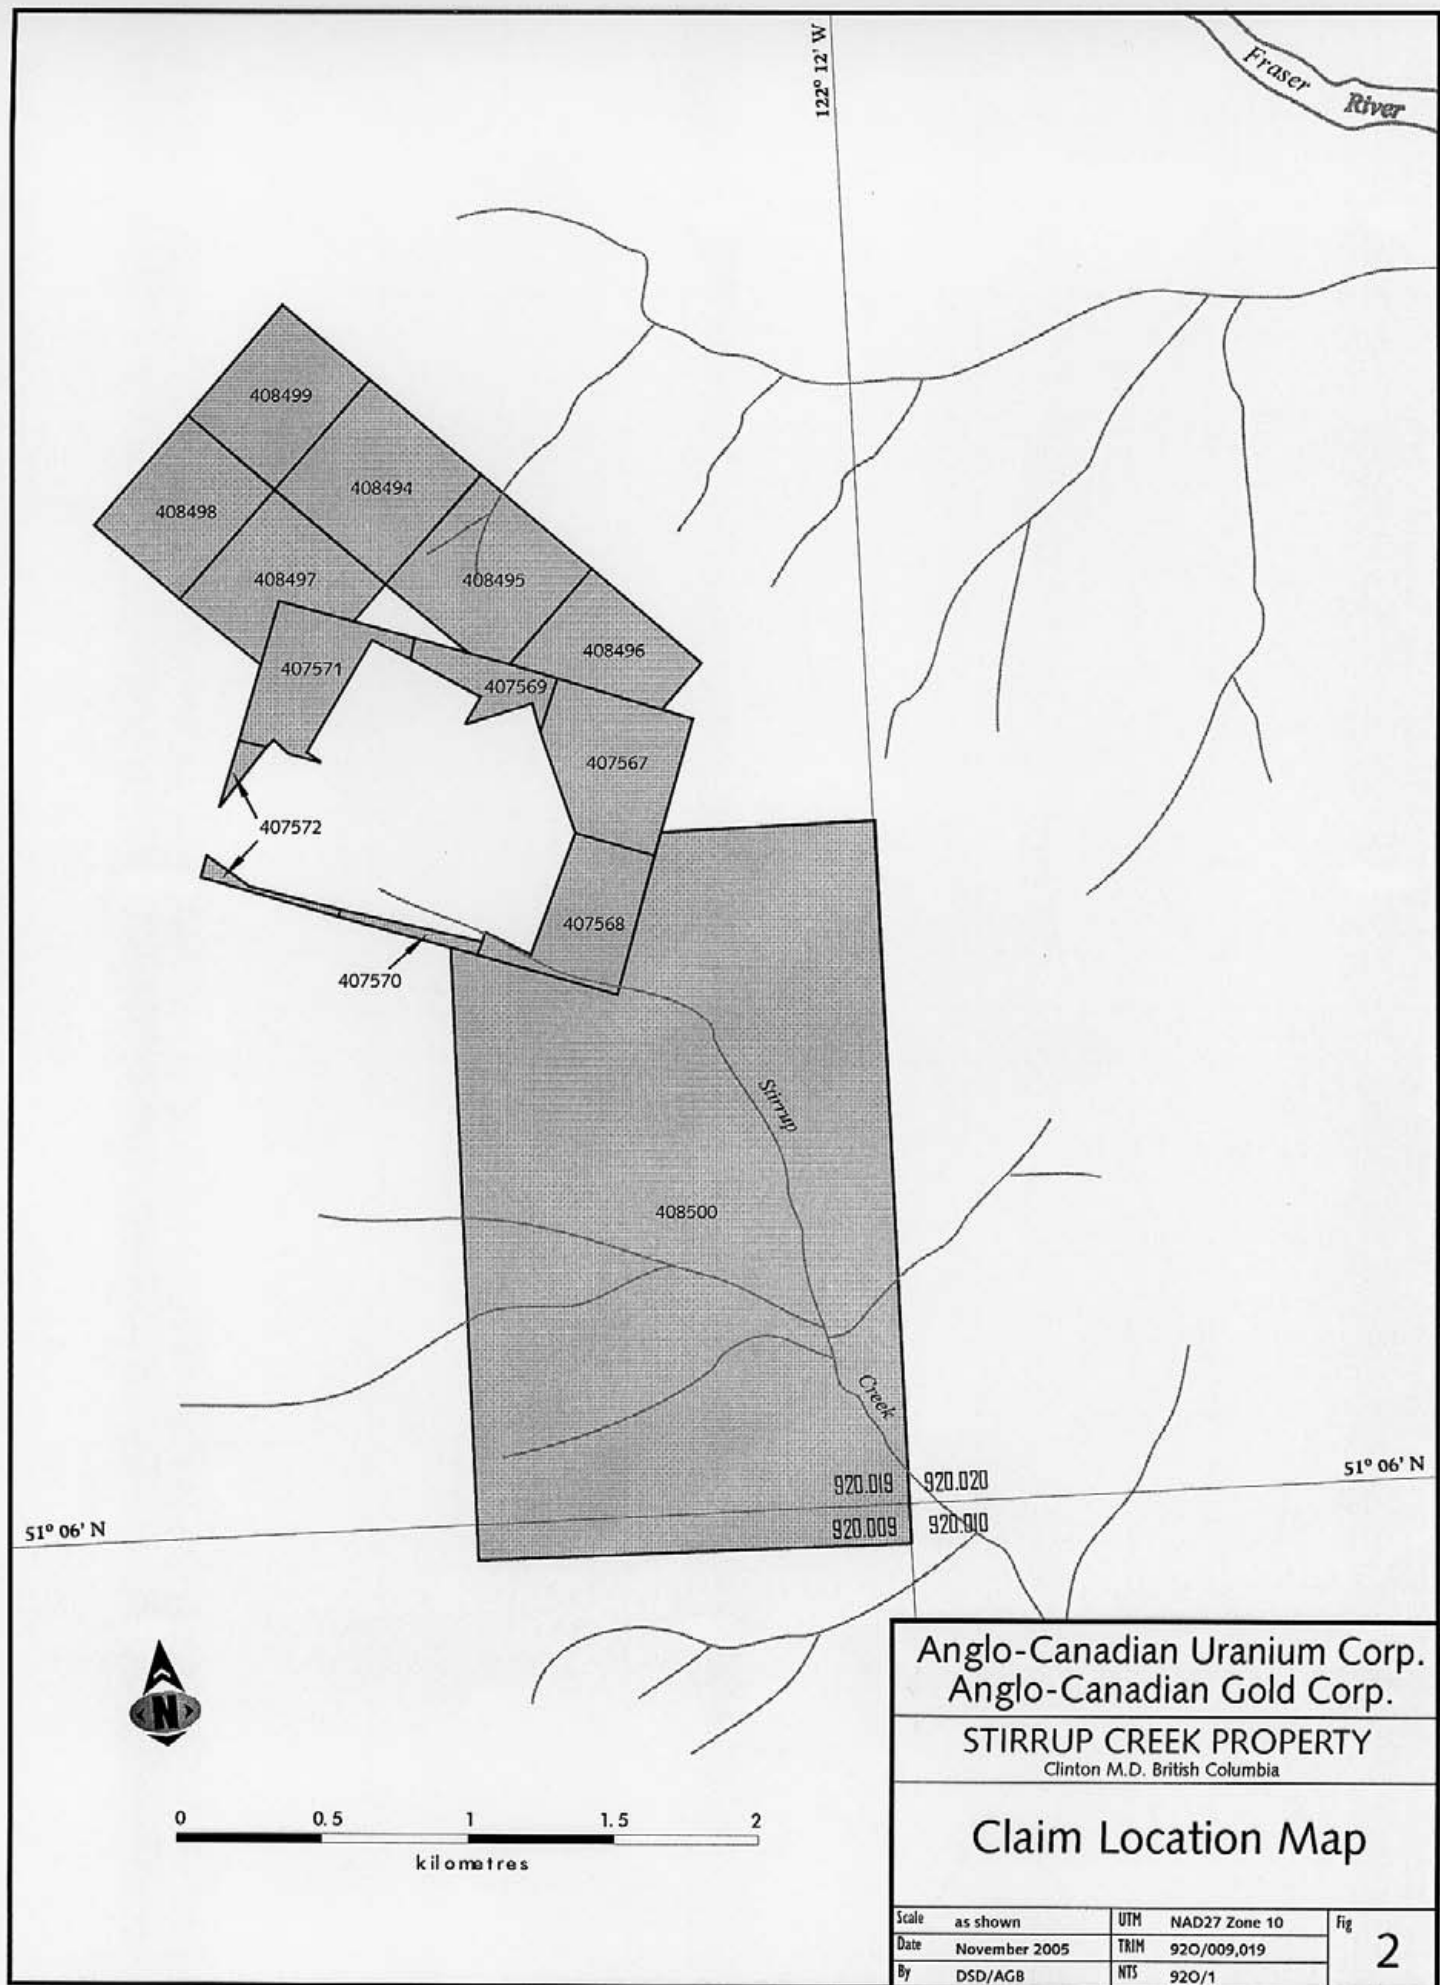 122° 12' W
Fraser
River
408499
408494
408498
408497
408495
408496
407571
407569
407567
407572
407568
407570
Stirrup
408500
Creek
51° 06' N
920.019
920.020
51° 06' N
920.009
920.010
N
0 0.5 1 1.5 2
kilometres
Anglo-Canadian Uranium Corp.
Anglo-Canadian Gold Corp.
STIRRUP CREEK PROPERTY
Clinton M.D. British Columbia
Claim Location Map
Scale as shown UTM NAD27 Zone 10 Fig
Date November 2005 TRIM 92O/009,019 2
By DSD/AGB NTS 92O/1